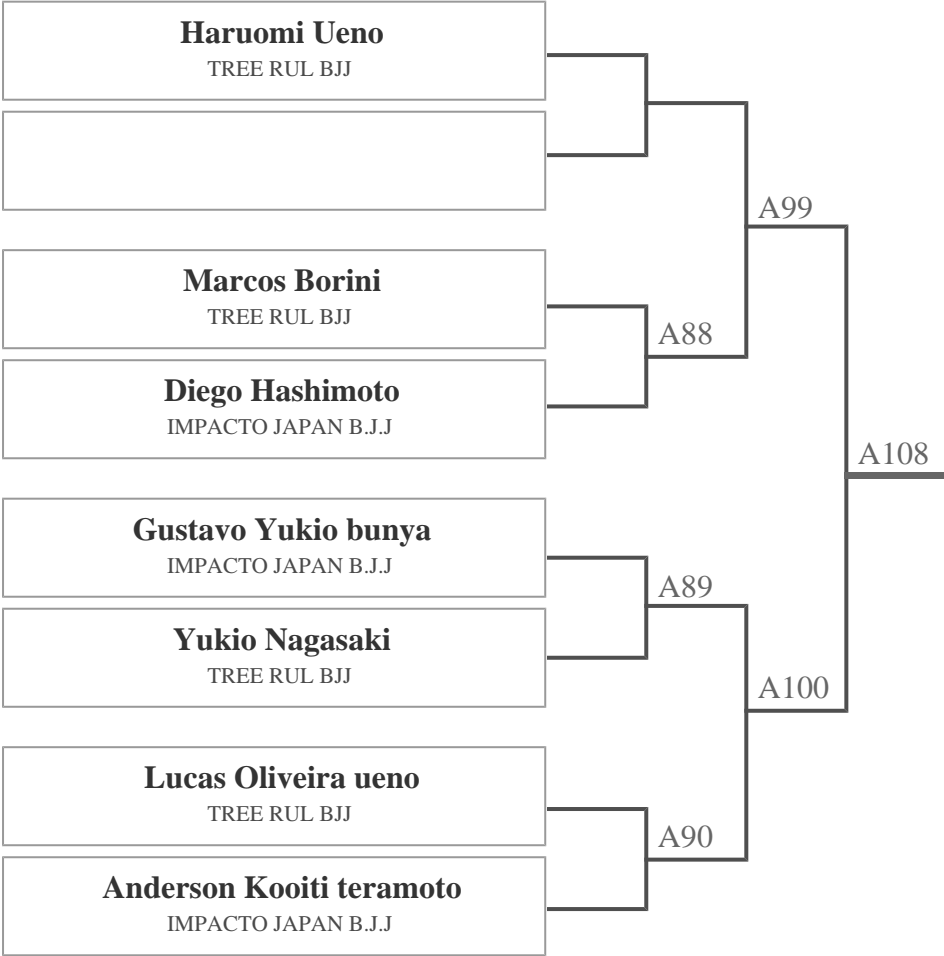 Haruomi Ueno
TREE RUL BJJ
A99
Marcos Borini
TREE RUL BJJ
A88
Diego Hashimoto
IMPACTO JAPAN B.J.J
A108
Gustavo Yukio bunya
IMPACTO JAPAN B.J.J
A89
Yukio Nagasaki
TREE RUL BJJ
A100
Lucas Oliveira ueno
TREE RUL BJJ
A90
Anderson Kooiti teramoto
IMPACTO JAPAN B.J.J